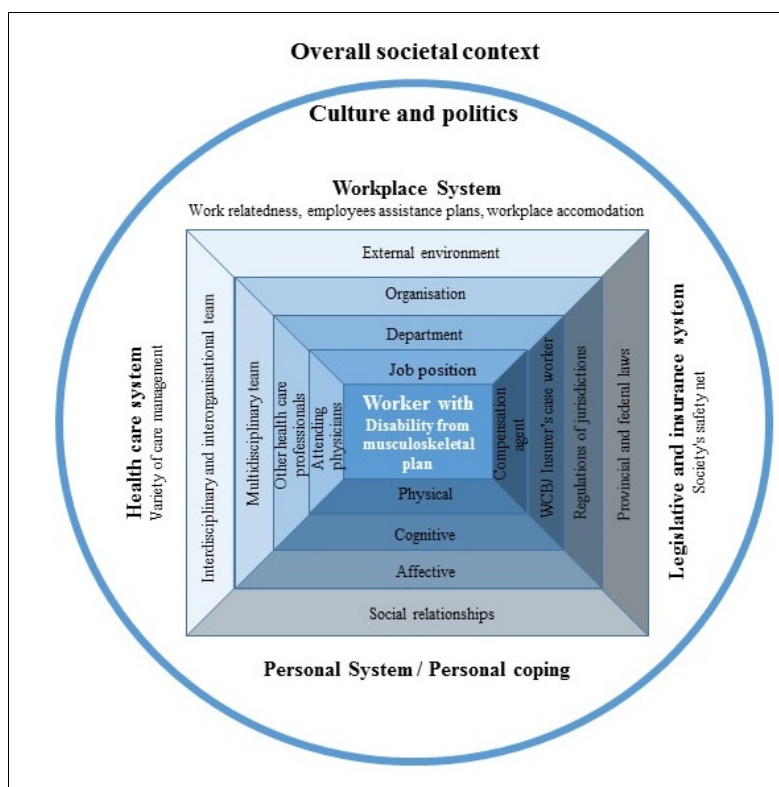 Overall societal context
Culture and politics
Workplace System
Work relatedness, employees assistance plans, workplace accomodation
External environment
Organisation
Department
Job position
Worker with
Disability from
musculoskeletal
plan
Physical
Cognitive
Affective
Social relationships
Personal System / Personal coping
Health care system
Variety of care management
Interdisciplinary and interorganisational team
Multidisciplinary team
Other health care
professionals
Attending
physicians
Compensation
agent
WCB/ Insurer's case worker
Regulations of jurisdictions
Provincial and federal laws
Legislative and insurance system
Society's safety net